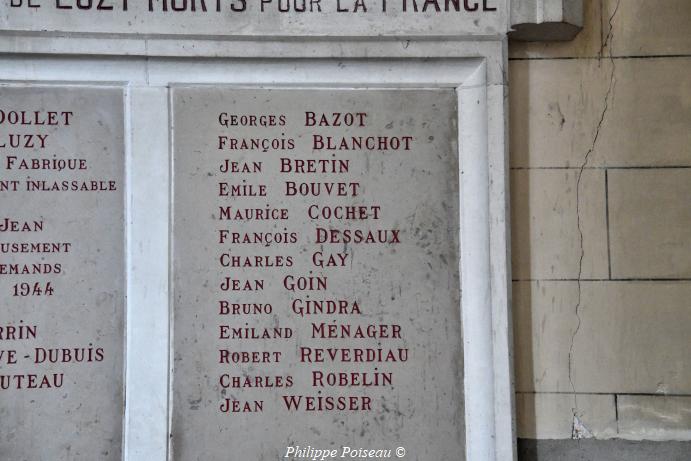 DE LUZY MORTS POUR LA FRANCE
DOLLET
LUZY
FABRIQUE
NT INLASSABLE
JEAN
USEMENT
EMANDS
1944
RRIN
VE-DUBUIS
UTEAU
GEORGES BAZOT
FRANÇOIS BLANCHOT
JEAN BRETIN
EMILE BOUVET
MAURICE COCHET
FRANÇOIS DESSAUX
CHARLES GAY
JEAN GOIN
BRUNO GINDRA
EMILAND MÉNAGER
ROBERT REVERDIAU
CHARLES ROBELIN
JEAN WEISSER
Philippe Poiseau ©